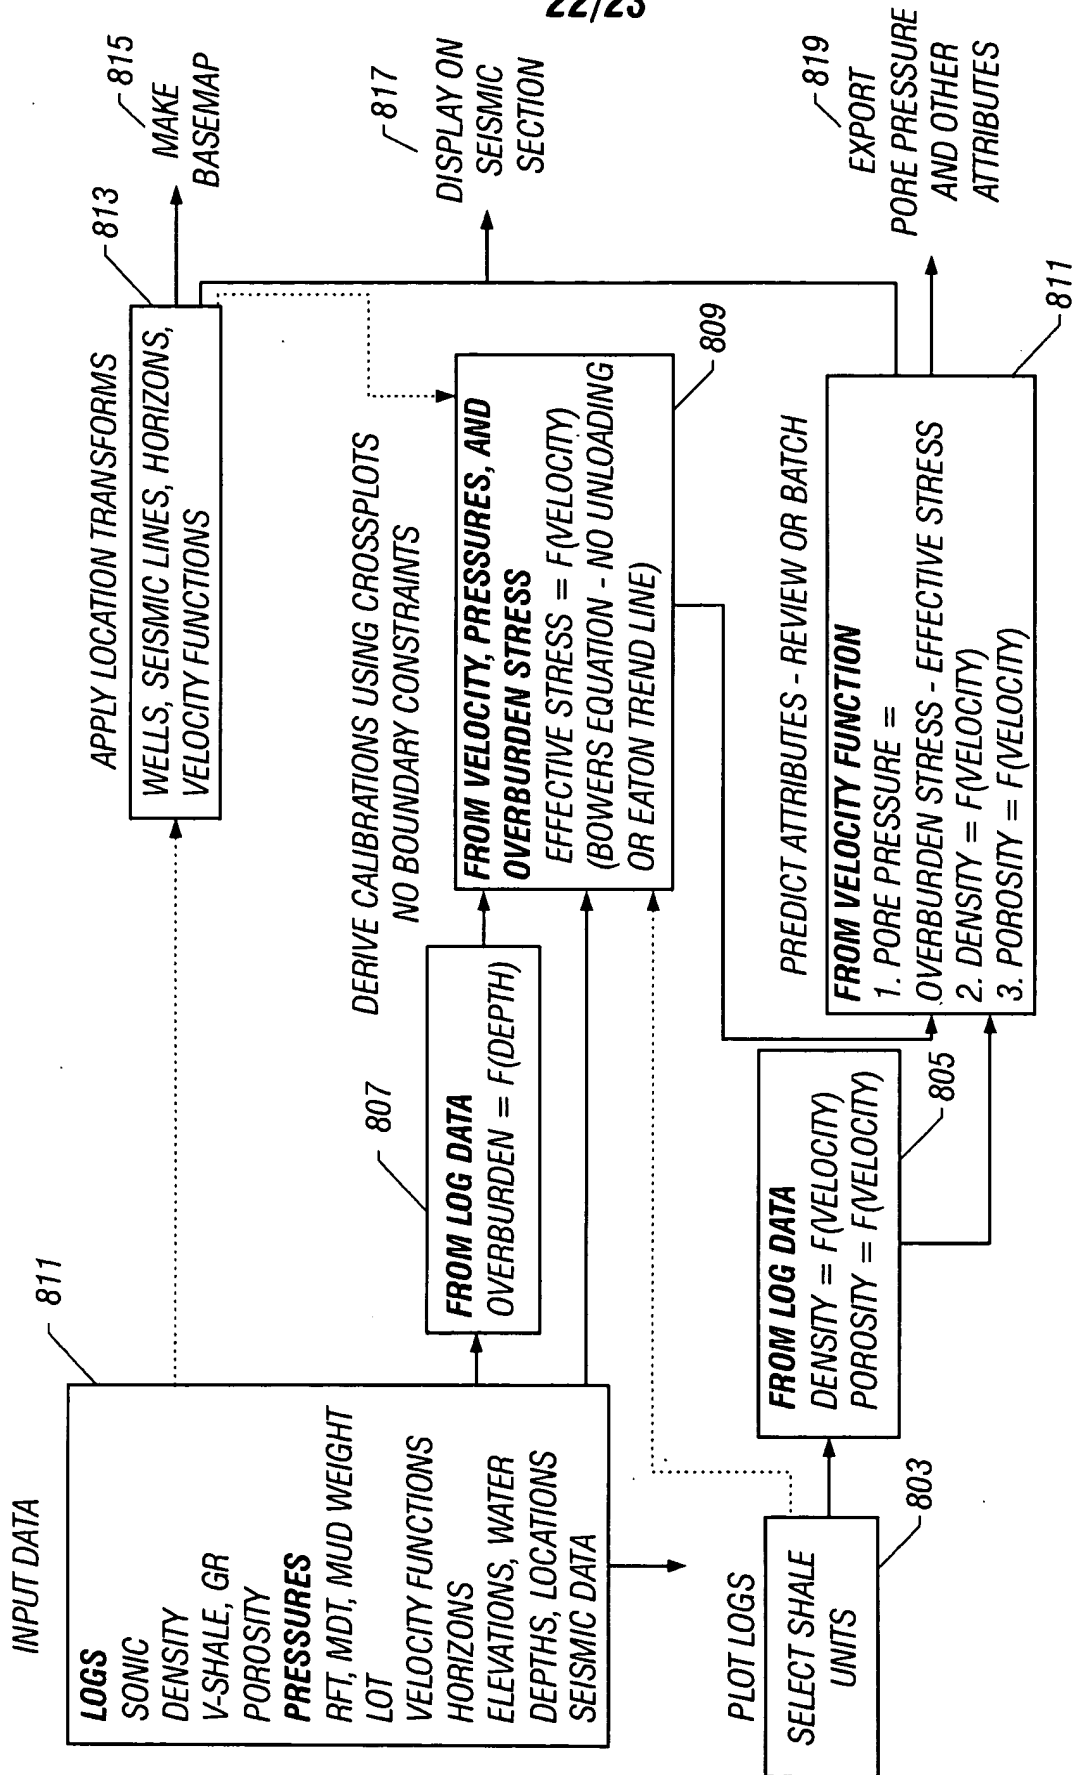 22/23
INPUT DATA
811
LOGS
SONIC
DENSITY
V-SHALE, GR
POROSITY
PRESSURES
RFT, MDT, MUD WEIGHT
LOT
VELOCITY FUNCTIONS
HORIZONS
ELEVATIONS, WATER
DEPTHS, LOCATIONS
SEISMIC DATA
PLOT LOGS
SELECT SHALE
UNITS
803
807
FROM LOG DATA
OVERBURDEN = F(DEPTH)
FROM LOG DATA
DENSITY = F(VELOCITY)
POROSITY = F(VELOCITY)
805
APPLY LOCATION TRANSFORMS
813
WELLS, SEISMIC LINES, HORIZONS,
VELOCITY FUNCTIONS
DERIVE CALIBRATIONS USING CROSSPLOTS
NO BOUNDARY CONSTRAINTS
FROM VELOCITY, PRESSURES, AND
OVERBURDEN STRESS
EFFECTIVE STRESS = F(VELOCITY)
(BOWERS EQUATION - NO UNLOADING
OR EATON TREND LINE)
809
PREDICT ATTRIBUTES - REVIEW OR BATCH
FROM VELOCITY FUNCTION
1. PORE PRESSURE =
OVERBURDEN STRESS - EFFECTIVE STRESS
2. DENSITY = F(VELOCITY)
3. POROSITY = F(VELOCITY)
811
815
MAKE
BASEMAP
817
DISPLAY ON
SEISMIC
SECTION
819
EXPORT
PORE PRESSURE
AND OTHER
ATTRIBUTES